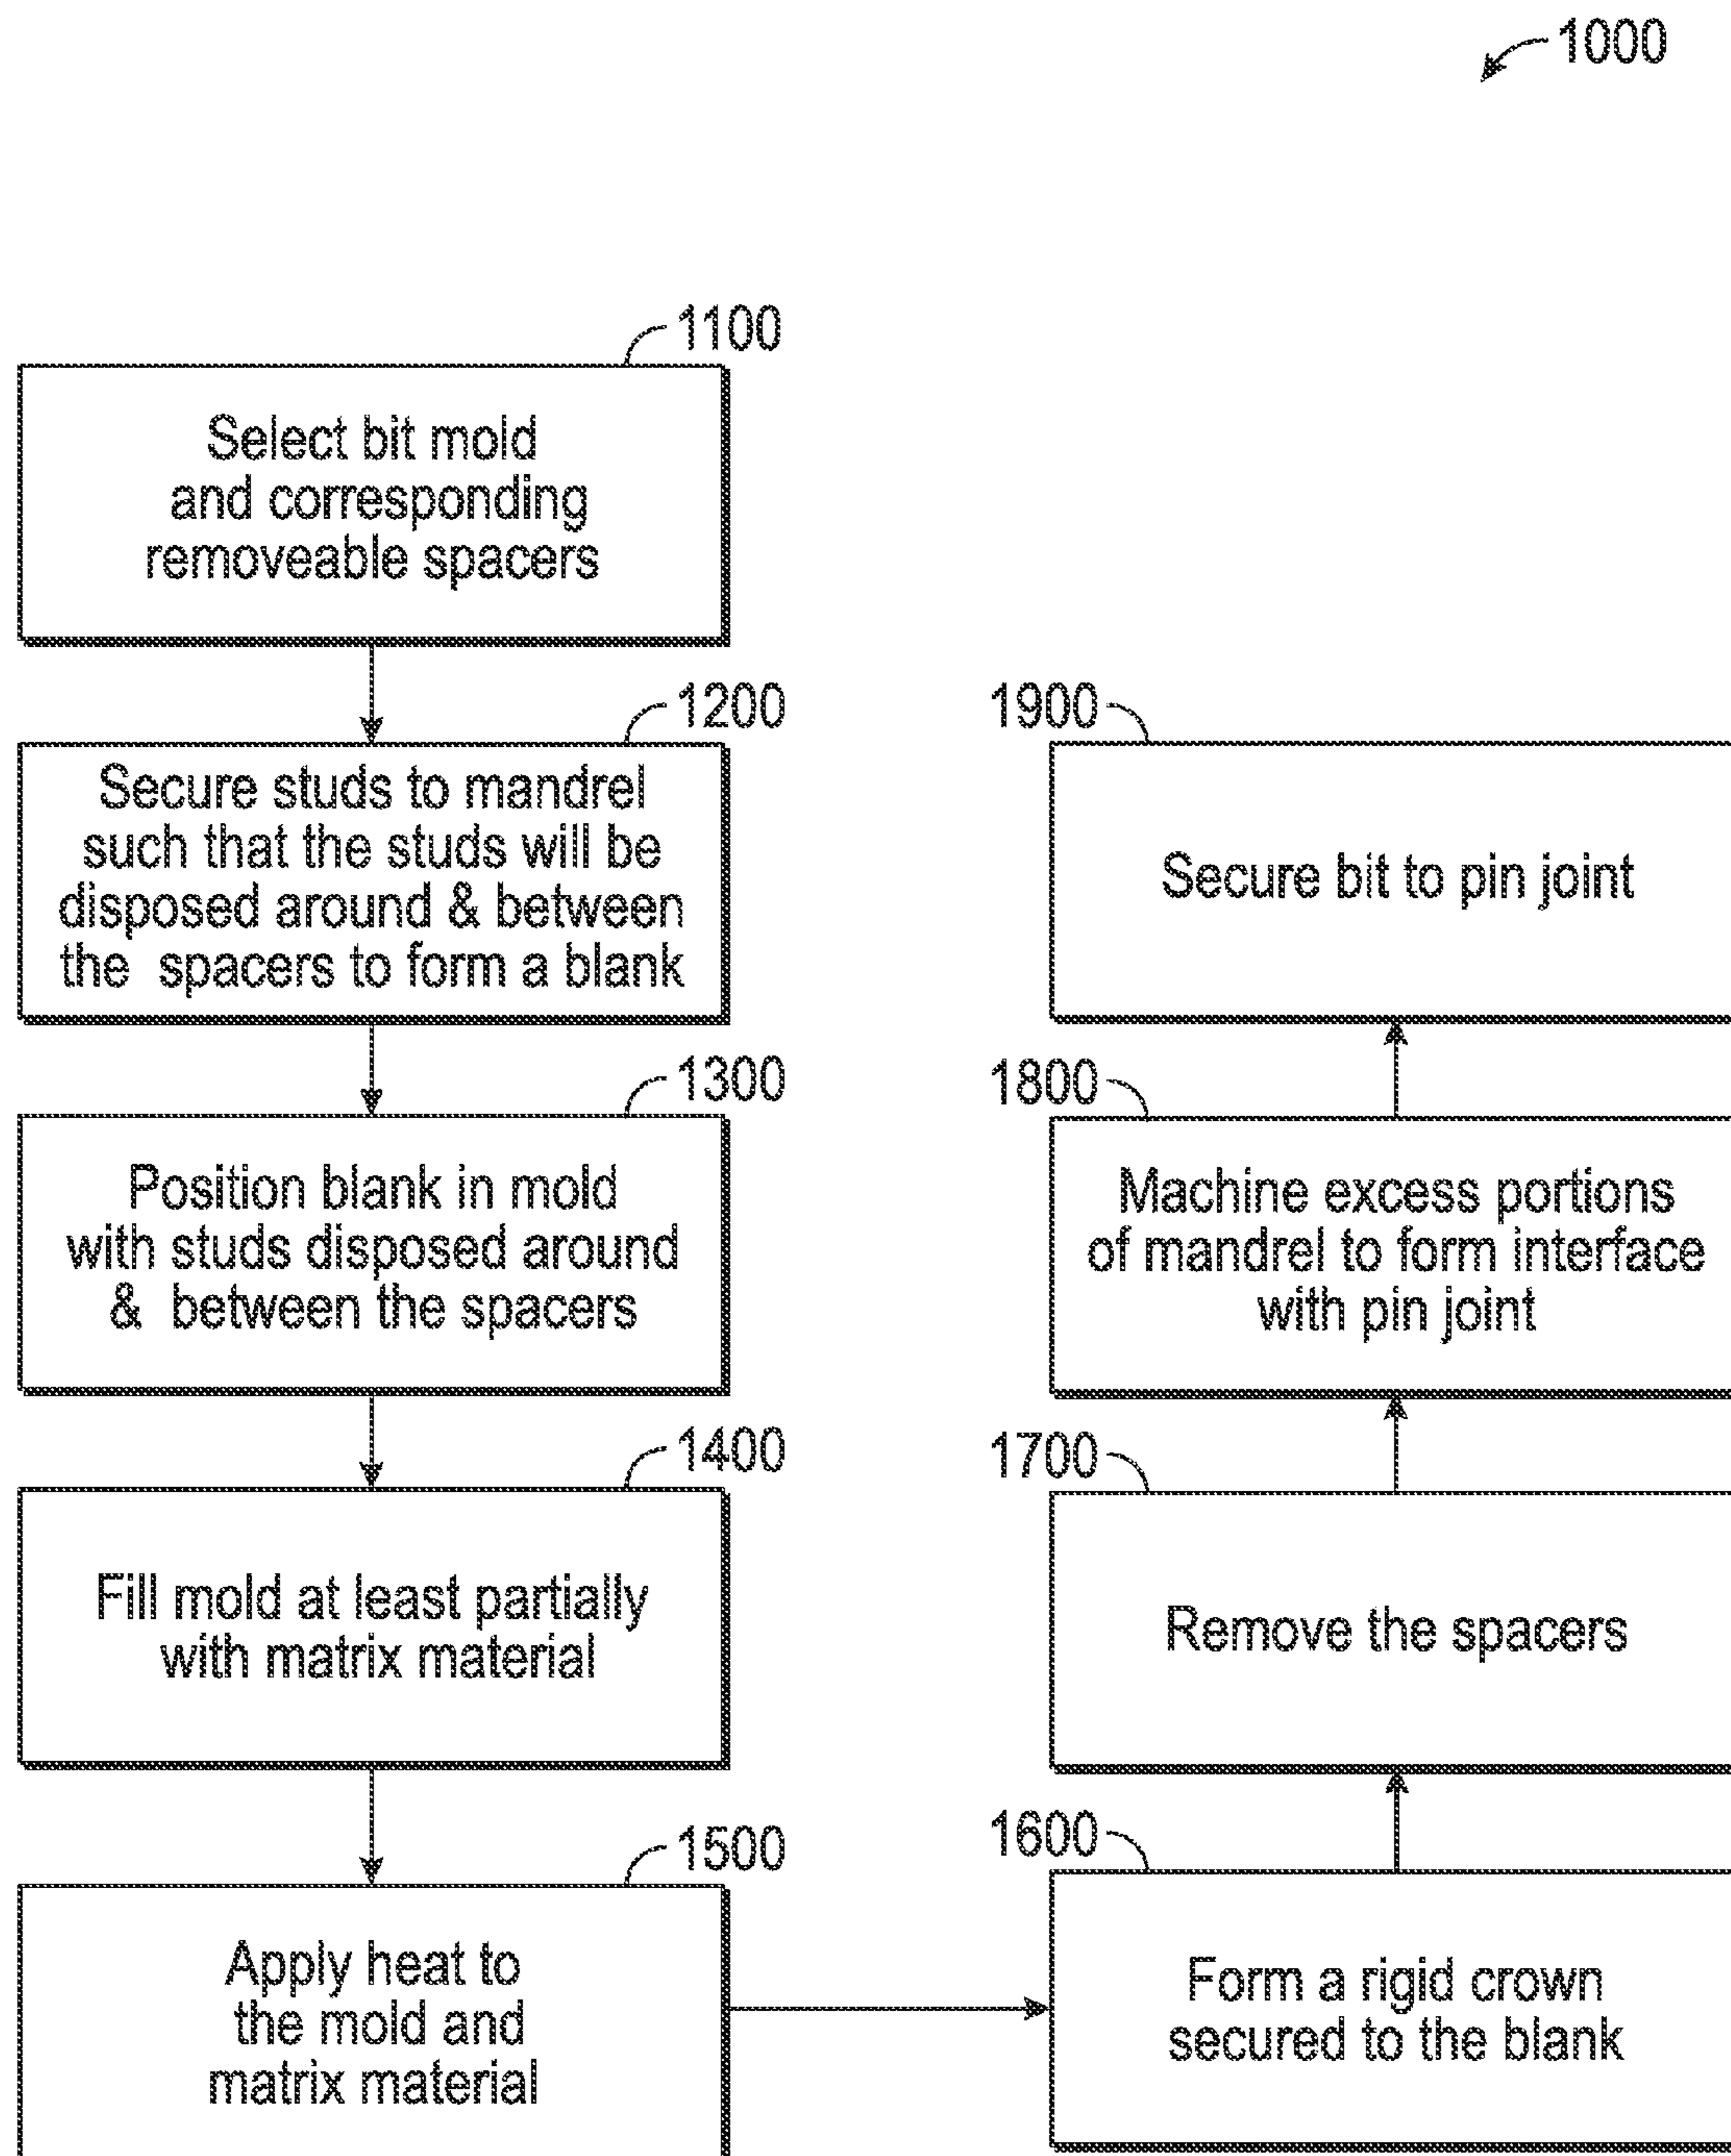 1000
1100
Select bit mold
and corresponding
removeable spacers
1200
Secure studs to mandrel
such that the studs will be
disposed around & between
the spacers to form a blank
1300
Position blank in mold
with studs disposed around
& between the spacers
1400
Fill mold at least partially
with matrix material
1500
Apply heat to
the mold and
matrix material
1600
Form a rigid crown
secured to the blank
1700
Remove the spacers
1800
Machine excess portions
of mandrel to form interface
with pin joint
1900
Secure bit to pin joint